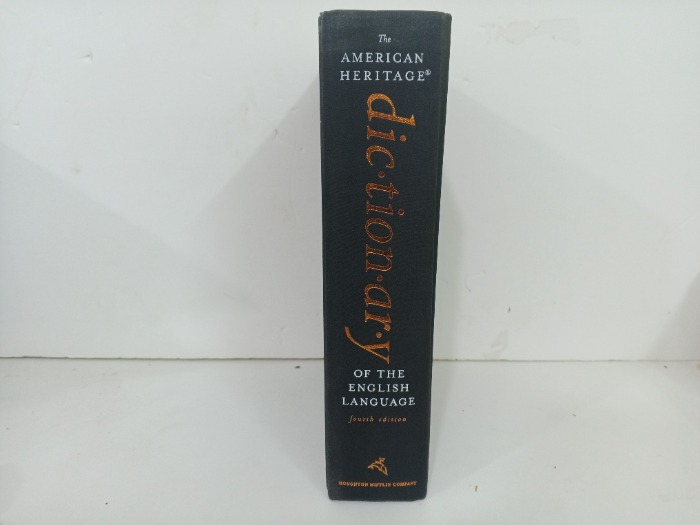 The
AMERICAN
HERITAGE®
dic·tion·ar·y
OF THE
ENGLISH
LANGUAGE
fourth edition
HOUGHTON MIFFLIN COMPANY